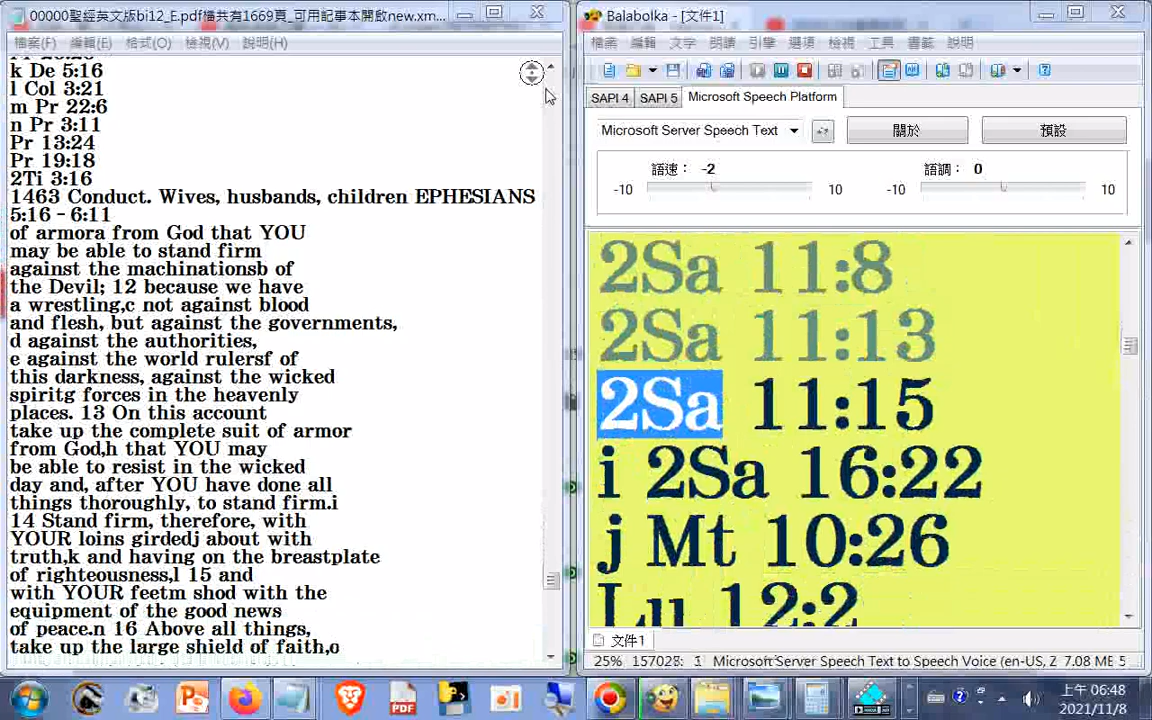 00000聖經英文版bi12_E.pdf檔共有1669頁_可用記事本開啟new.xm...
檔案(F) 編輯(E) 格式(O) 檢視(V) 說明(H)
k De 5:16
l Col 3:21
m Pr 22:6
n Pr 3:11
Pr 13:24
Pr 19:18
2Ti 3:16
1463 Conduct. Wives, husbands, children EPHESIANS
5:16 - 6:11
of armora from God that YOU
may be able to stand firm
against the machinationsb of
the Devil; 12 because we have
a wrestling,c not against blood
and flesh, but against the governments,
d against the authorities,
e against the world rulersf of
this darkness, against the wicked
spiritg forces in the heavenly
places. 13 On this account
take up the complete suit of armor
from God,h that YOU may
be able to resist in the wicked
day and, after YOU have done all
things thoroughly, to stand firm.i
14 Stand firm, therefore, with
YOUR loins girdedj about with
truth,k and having on the breastplate
of righteousness,l 15 and
with YOUR feetm shod with the
equipment of the good news
of peace.n 16 Above all things,
take up the large shield of faith,o
Balabolka - [文件1]
檔案 編輯 文字 朗讀 引擎 選項 檢視 工具 書籤 說明
SAPI 4 SAPI 5 Microsoft Speech Platform
Microsoft Server Speech Text 關於 預設
語速： -2 語調： 0
-10 10 -10 10
2Sa 11:8
2Sa 11:13
2Sa 11:15
i 2Sa 16:22
j Mt 10:26
Lu 12:2
文件1
25% 157028: 1 Microsoft Server Speech Text to Speech Voice (en-US, Z 7.08 MB 5
上午 06:48
2021/11/8